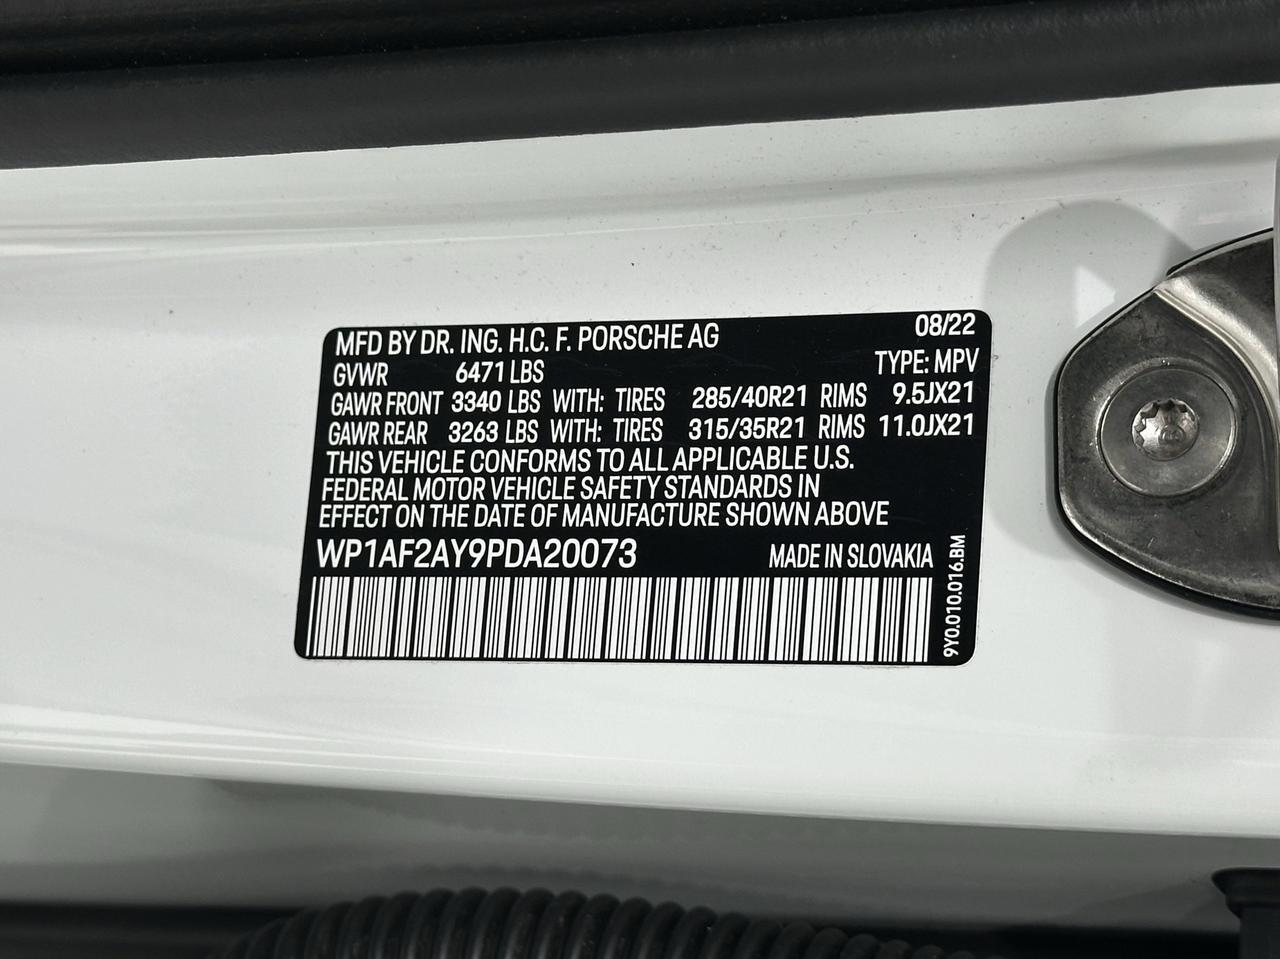 MFD BY DR. ING. H.C. F. PORSCHE AG 08/22
GVWR 6471 LBS TYPE: MPV
GAWR FRONT 3340 LBS WITH: TIRES 285/40R21 RIMS 9.5JX21
GAWR REAR 3263 LBS WITH: TIRES 315/35R21 RIMS 11.0JX21
THIS VEHICLE CONFORMS TO ALL APPLICABLE U.S.
FEDERAL MOTOR VEHICLE SAFETY STANDARDS IN
EFFECT ON THE DATE OF MANUFACTURE SHOWN ABOVE
WP1AF2AY9PDA20073 MADE IN SLOVAKIA
9Y0.010.016.BM